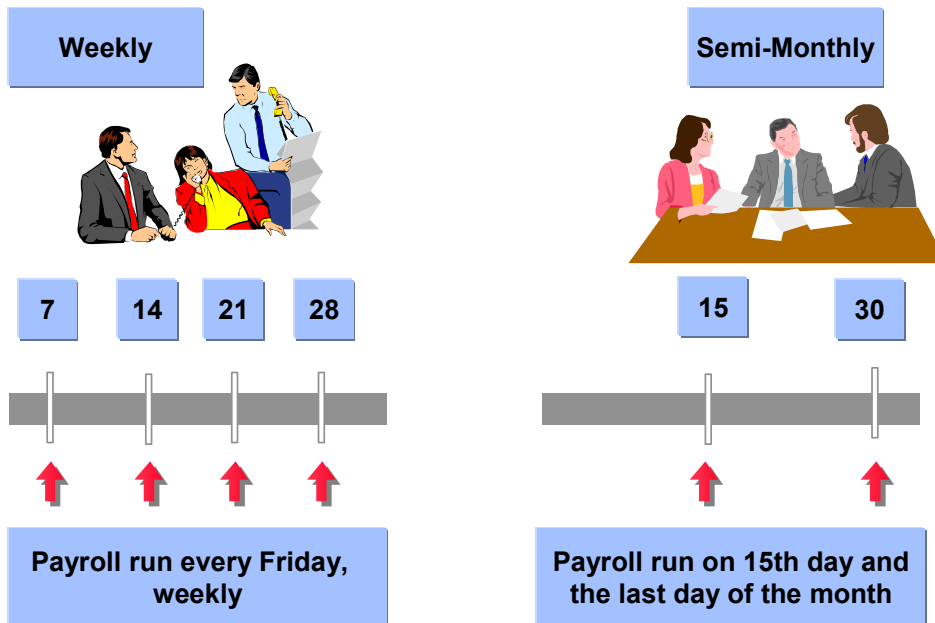 Weekly
Semi-Monthly
7 14 21 28
15 30
Payroll run every Friday,
weekly
Payroll run on 15th day and
the last day of the month